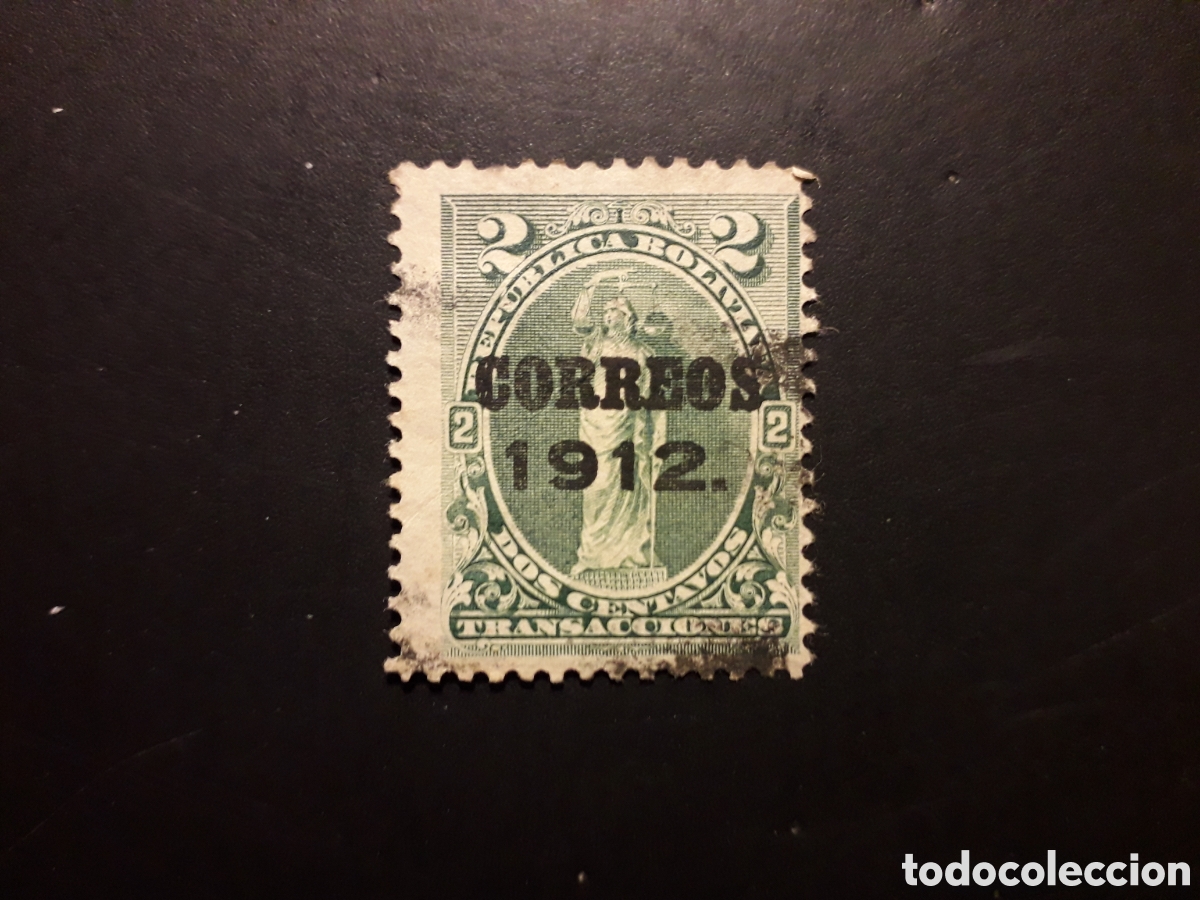 2 2
REPUBLICA BOLIVIANA
CORREOS
2 2
1912.
DOS CENTAVOS
TRANSACCIONES
todocoleccion